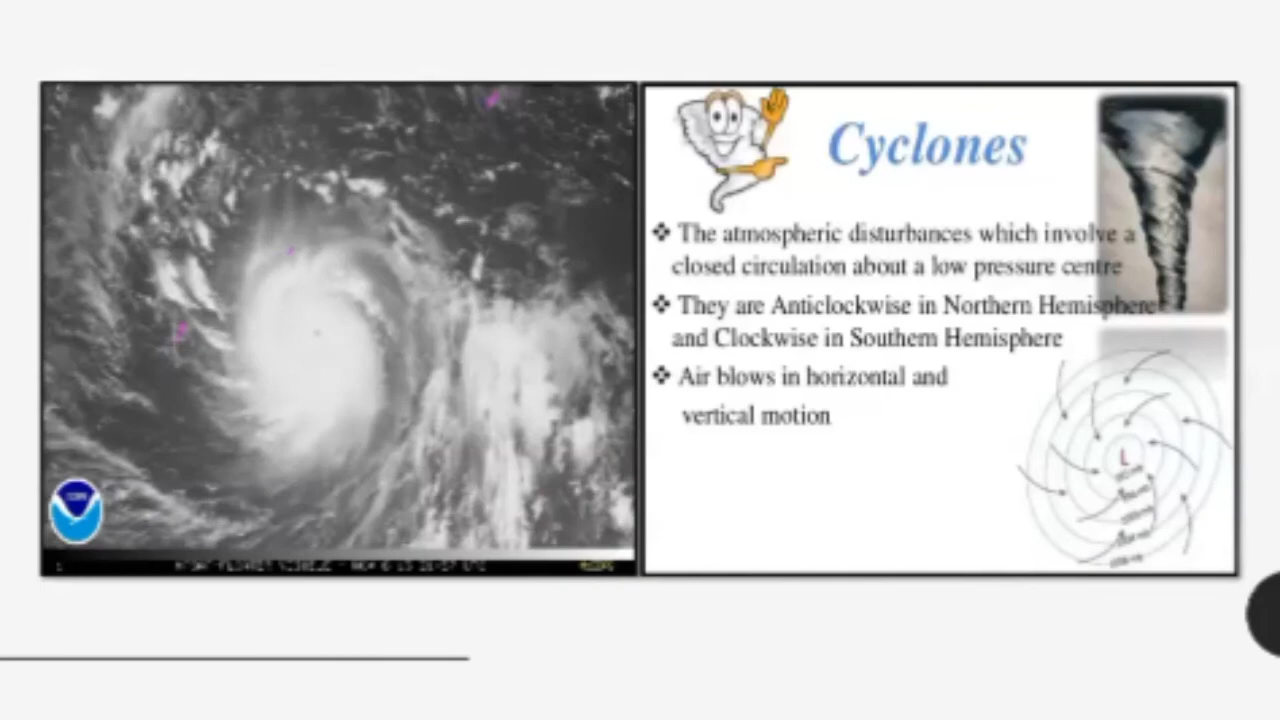 Cyclones
❖ The atmospheric disturbances which involve a
closed circulation about a low pressure centre
❖ They are Anticlockwise in Northern Hemisphere
and Clockwise in Southern Hemisphere
❖ Air blows in horizontal and
vertical motion
L